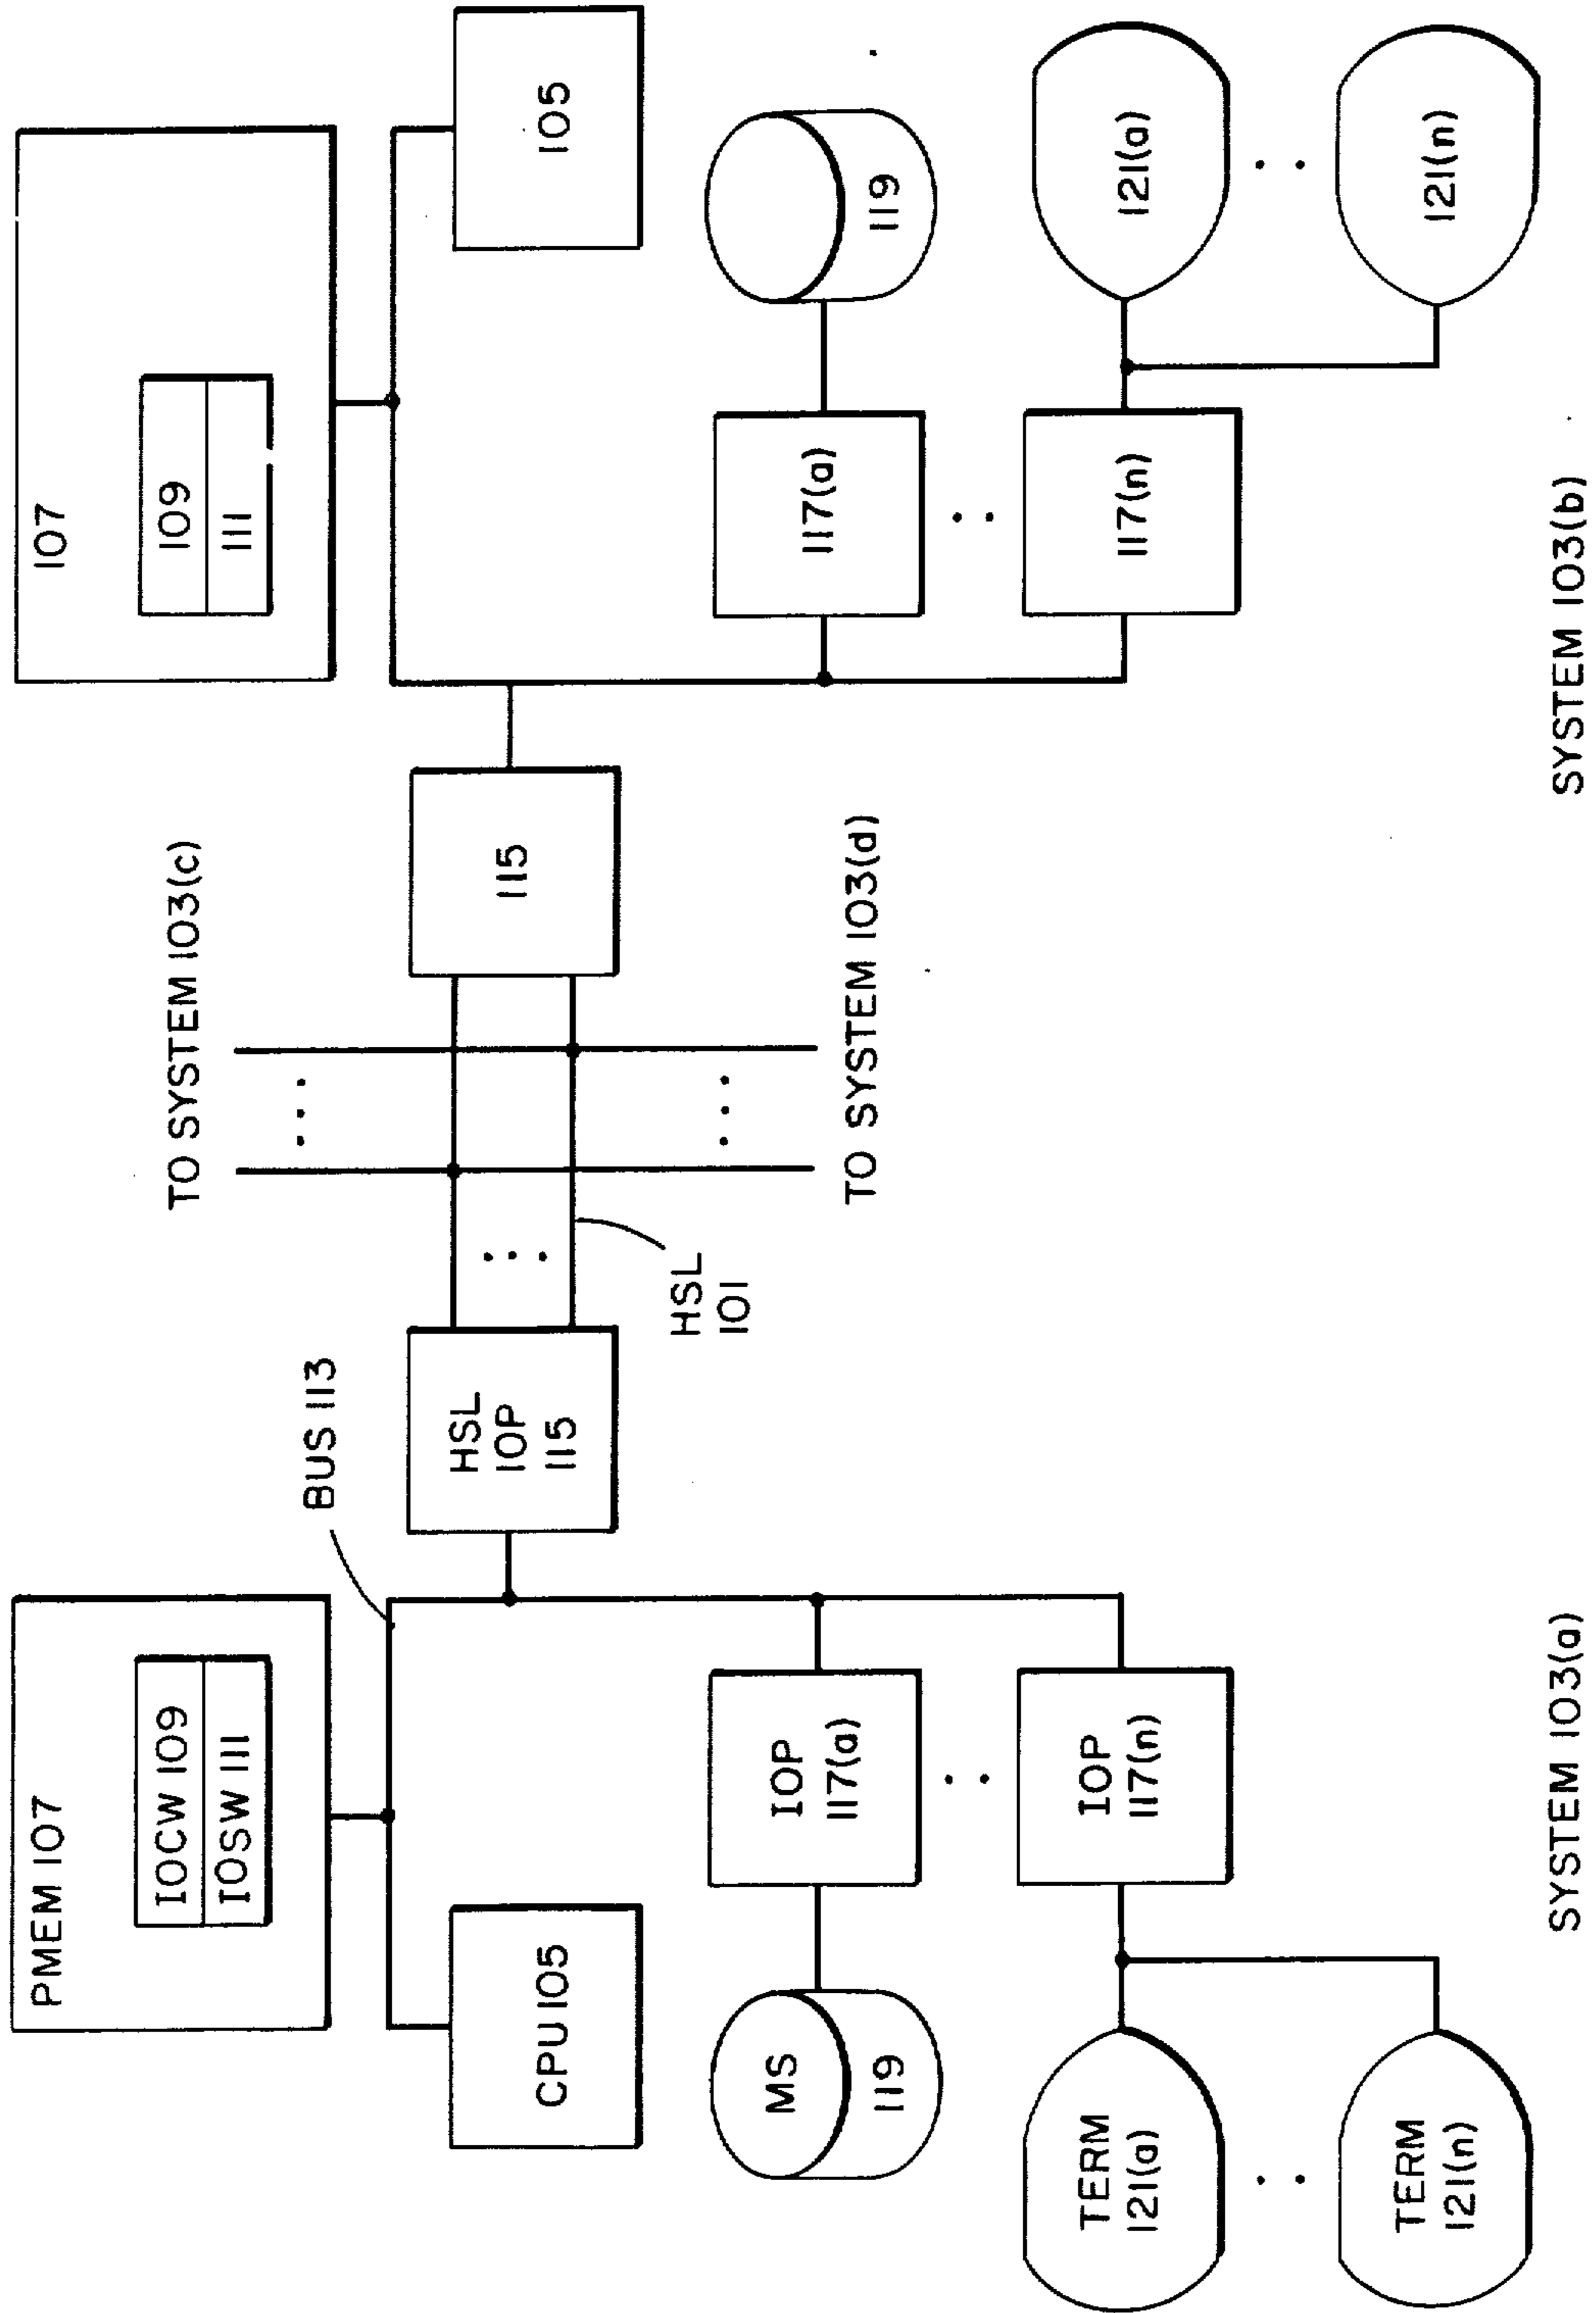 PMEM 107
IOCW 109
IOSW 111
CPU 105
BUS 113
HSL
IOP
115
HSL
101
MS
119
IOP
117(a)
IOP
117(n)
TERM
121(a)
TERM
121(n)
SYSTEM 103(a)
TO SYSTEM 103(c)
TO SYSTEM 103(d)
115
107
109
111
105
117(a)
119
117(n)
121(a)
121(n)
SYSTEM 103(b)